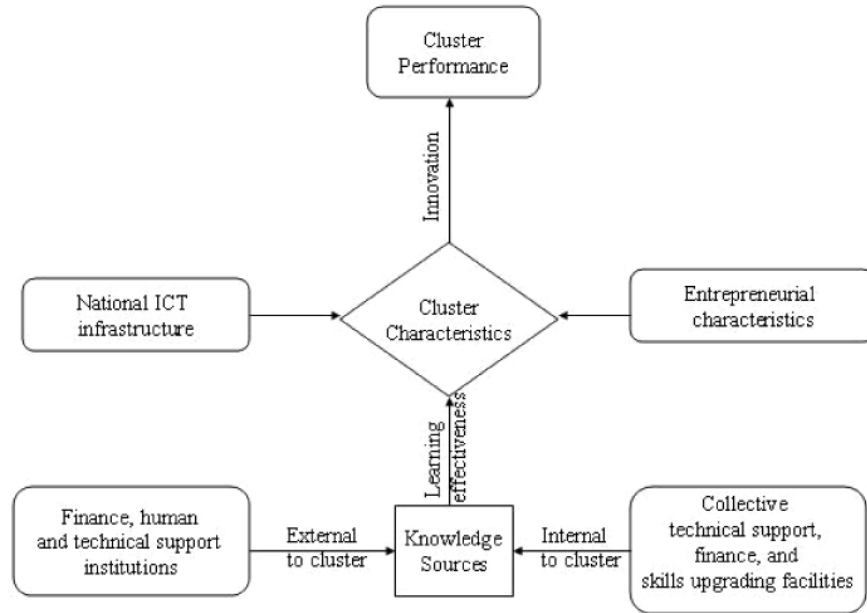 Cluster
Performance
Innovation
National ICT
infrastructure
Cluster
Characteristics
Entrepreneurial
characteristics
Learning
effectiveness
Finance, human
and technical support
institutions
External
to cluster
Knowledge
Sources
Internal
to cluster
Collective
technical support,
finance, and
skills upgrading facilities